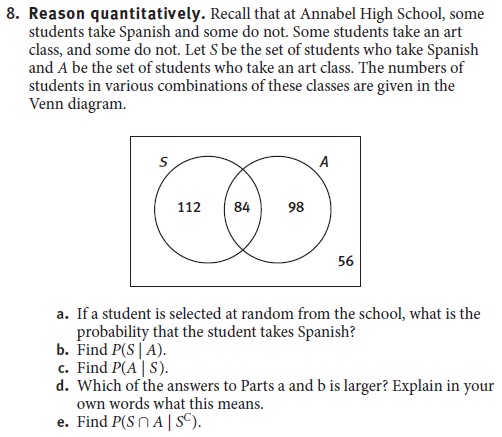 8. Reason quantitatively. Recall that at Annabel High School, some
students take Spanish and some do not. Some students take an art
class, and some do not. Let S be the set of students who take Spanish
and A be the set of students who take an art class. The numbers of
students in various combinations of these classes are given in the
Venn diagram.
S A
112 84 98
56
a. If a student is selected at random from the school, what is the
probability that the student takes Spanish?
b. Find P(S | A).
c. Find P(A | S).
d. Which of the answers to Parts a and b is larger? Explain in your
own words what this means.
e. Find P(S ∩ A | Sᶜ).